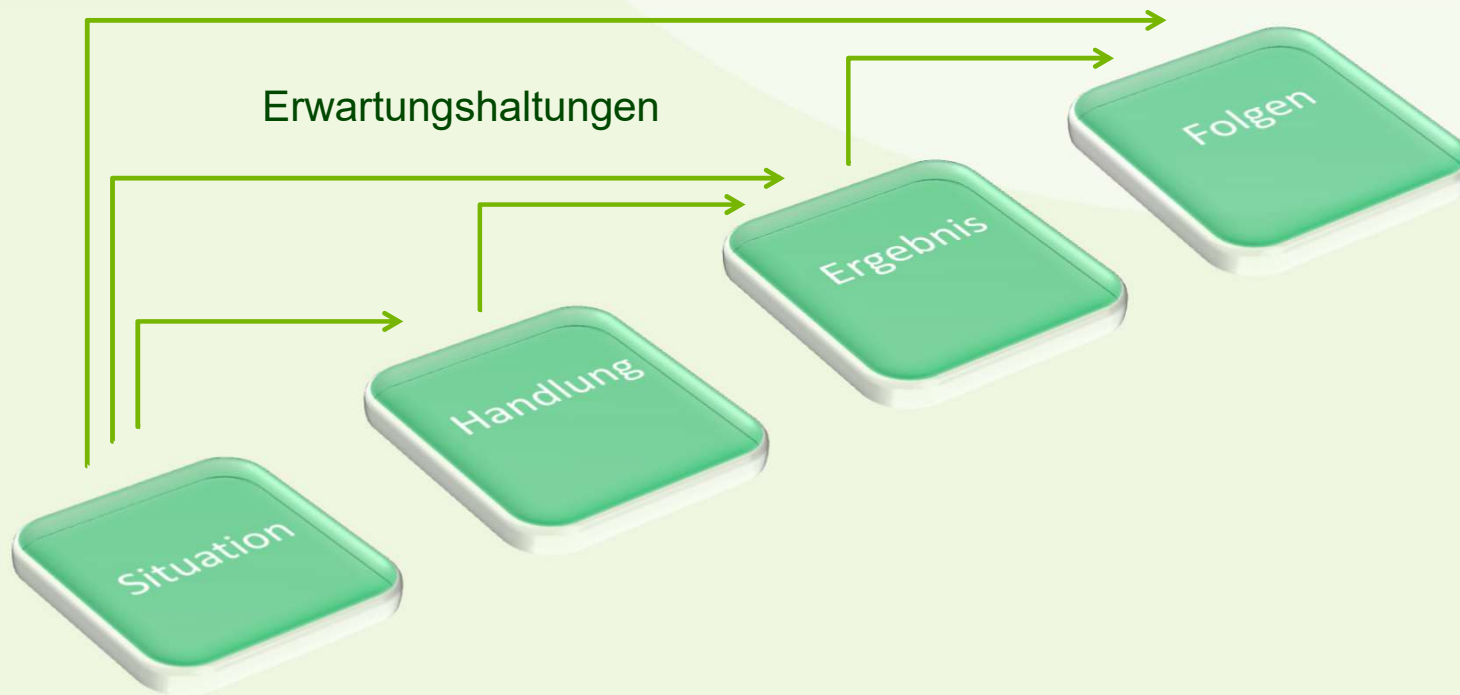 Erwartungshaltungen
Folgen
Ergebnis
Handlung
Situation